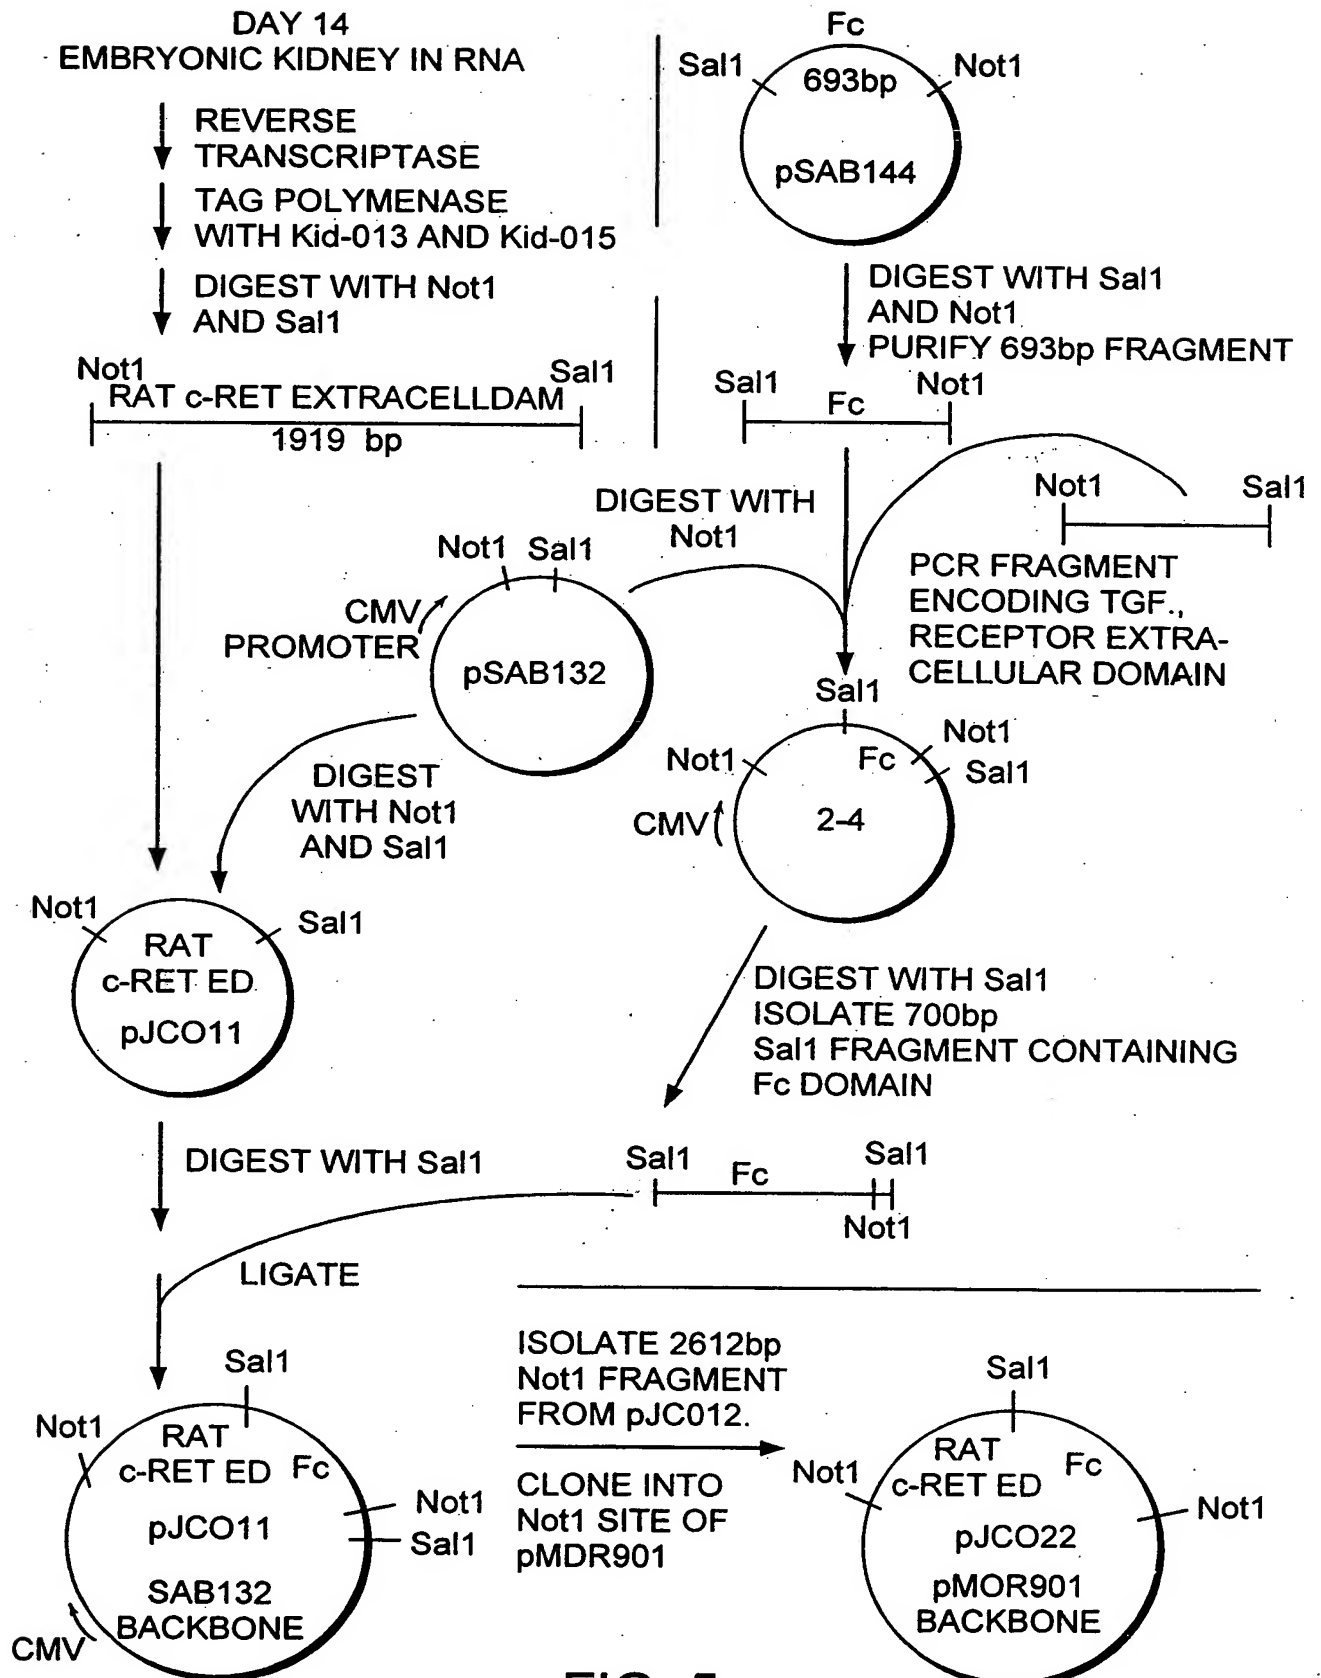 DAY 14
EMBRYONIC KIDNEY IN RNA
REVERSE
TRANSCRIPTASE
TAG POLYMENASE
WITH Kid-013 AND Kid-015
DIGEST WITH Not1
AND Sal1
Not1
Sal1
RAT c-RET EXTRACELLDAM
1919 bp
Fc
Sal1
Not1
693bp
pSAB144
DIGEST WITH Sal1
AND Not1
PURIFY 693bp FRAGMENT
Sal1
Not1
Fc
Not1
Sal1
PCR FRAGMENT
ENCODING TGF.,
RECEPTOR EXTRA-
CELLULAR DOMAIN
DIGEST WITH
Not1
Not1 Sal1
CMV
PROMOTER
pSAB132
DIGEST
WITH Not1
AND Sal1
Sal1
Not1
Fc
Not1
Sal1
CMV
2-4
Not1
Sal1
RAT
c-RET ED
pJCO11
DIGEST WITH Sal1
ISOLATE 700bp
Sal1 FRAGMENT CONTAINING
Fc DOMAIN
DIGEST WITH Sal1
Sal1
Fc
Sal1
Not1
LIGATE
Sal1
Not1
RAT
c-RET ED Fc
Not1
Sal1
pJCO11
SAB132
BACKBONE
CMV
ISOLATE 2612bp
Not1 FRAGMENT
FROM pJC012.
CLONE INTO
Not1 SITE OF
pMDR901
Sal1
Not1
RAT
c-RET ED Fc
Not1
pJCO22
pMOR901
BACKBONE